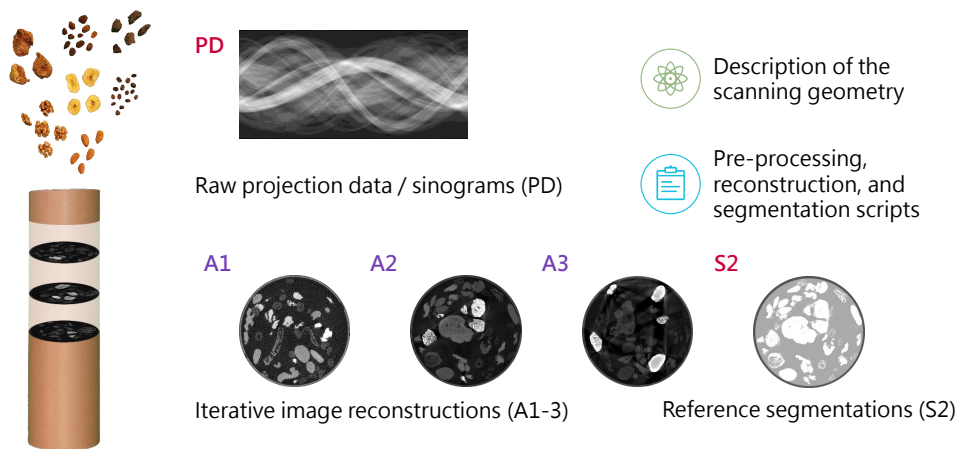 PD
Description of the
scanning geometry
Raw projection data / sinograms (PD)
Pre-processing,
reconstruction, and
segmentation scripts
A1
A2
A3
S2
Iterative image reconstructions (A1-3)
Reference segmentations (S2)